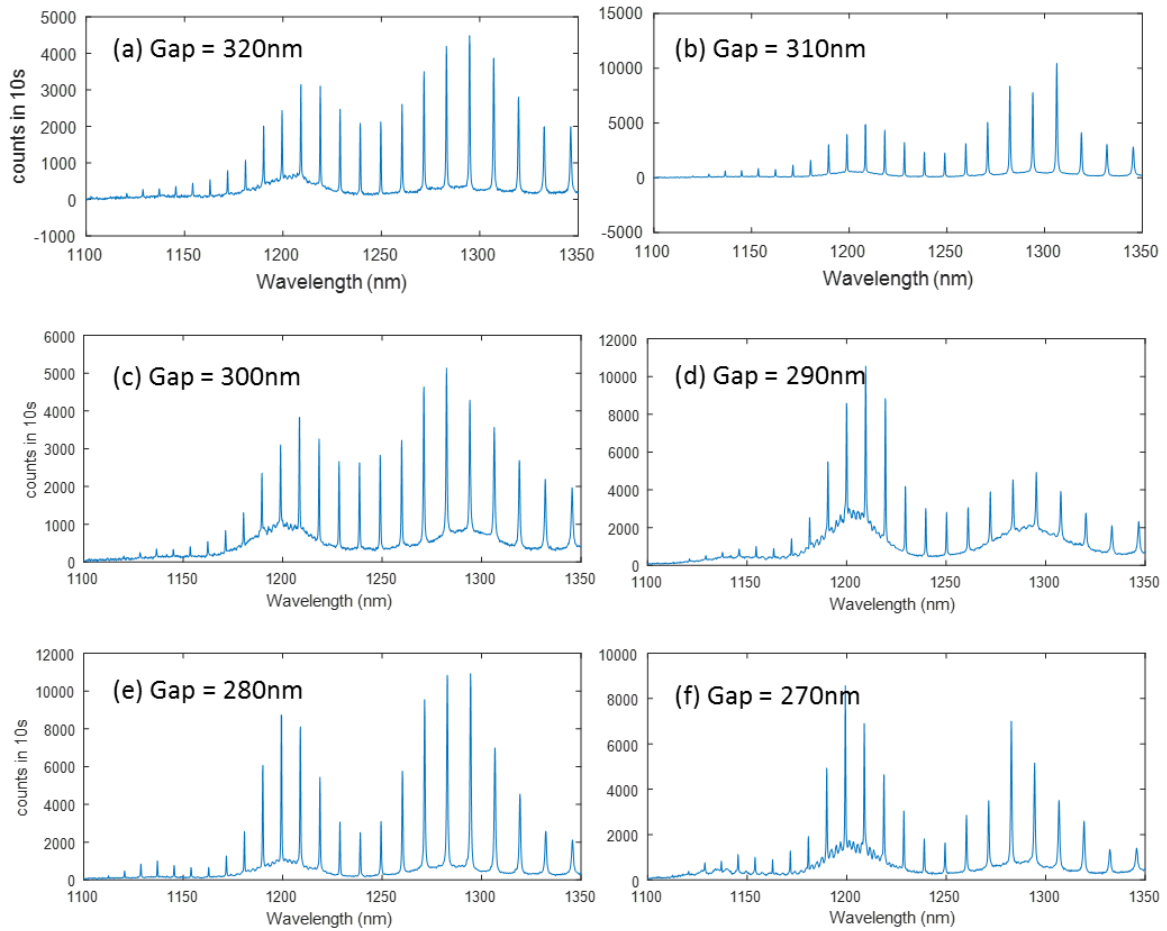 (a) Gap = 320nm
counts in 10s
5000
4000
3000
2000
1000
0
-1000
1100 1150 1200 1250 1300 1350
Wavelength (nm)
(b) Gap = 310nm
15000
10000
5000
0
-5000
1100 1150 1200 1250 1300 1350
Wavelength (nm)
(c) Gap = 300nm
counts in 10s
6000
5000
4000
3000
2000
1000
0
1100 1150 1200 1250 1300 1350
Wavelength (nm)
(d) Gap = 290nm
12000
10000
8000
6000
4000
2000
0
1100 1150 1200 1250 1300 1350
Wavelength (nm)
(e) Gap = 280nm
counts in 10s
12000
10000
8000
6000
4000
2000
0
1100 1150 1200 1250 1300 1350
Wavelength (nm)
(f) Gap = 270nm
10000
8000
6000
4000
2000
0
1100 1150 1200 1250 1300 1350
Wavelength (nm)